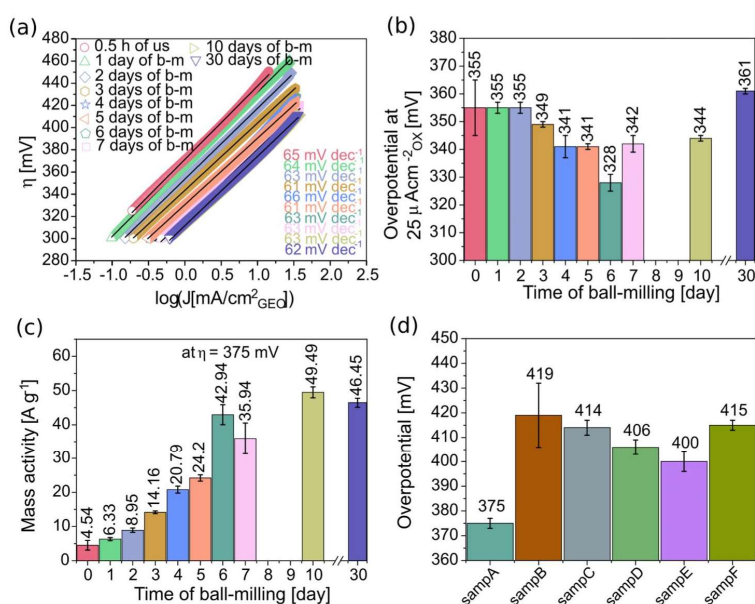 (a)
480
460
440
420
400
380
360
340
320
300
280
η
[mV]
0.5 h of us
1 day of b-m
2 days of b-m
3 days of b-m
4 days of b-m
5 days of b-m
6 days of b-m
7 days of b-m
10 days of b-m
30 days of b-m
65 mV dec⁻¹
64 mV dec⁻¹
63 mV dec⁻¹
61 mV dec⁻¹
66 mV dec⁻¹
61 mV dec⁻¹
63 mV dec⁻¹
63 mV dec⁻¹
63 mV dec⁻¹
62 mV dec⁻¹
-1.5 -1.0 -0.5 0.0 0.5 1.0 1.5 2.0 2.5
log(J[mA/cm²GEO])
(b)
380
370
360
350
340
330
320
310
300
Overpotential at
25 μ Acm⁻²OX [mV]
355
355
355
349
341
341
328
342
344
361
0 1 2 3 4 5 6 7 8 9 10 30
Time of ball-milling [day]
(c)
60
50
40
30
20
10
0
Mass activity [A g⁻¹]
at η = 375 mV
4.54
6.33
8.95
14.16
20.79
24.2
42.94
35.94
49.49
46.45
0 1 2 3 4 5 6 7 8 9 10 30
Time of ball-milling [day]
(d)
450
440
430
420
410
400
390
380
370
360
Overpotential [mV]
375
419
414
406
400
415
sampA
sampB
sampC
sampD
sampE
sampF